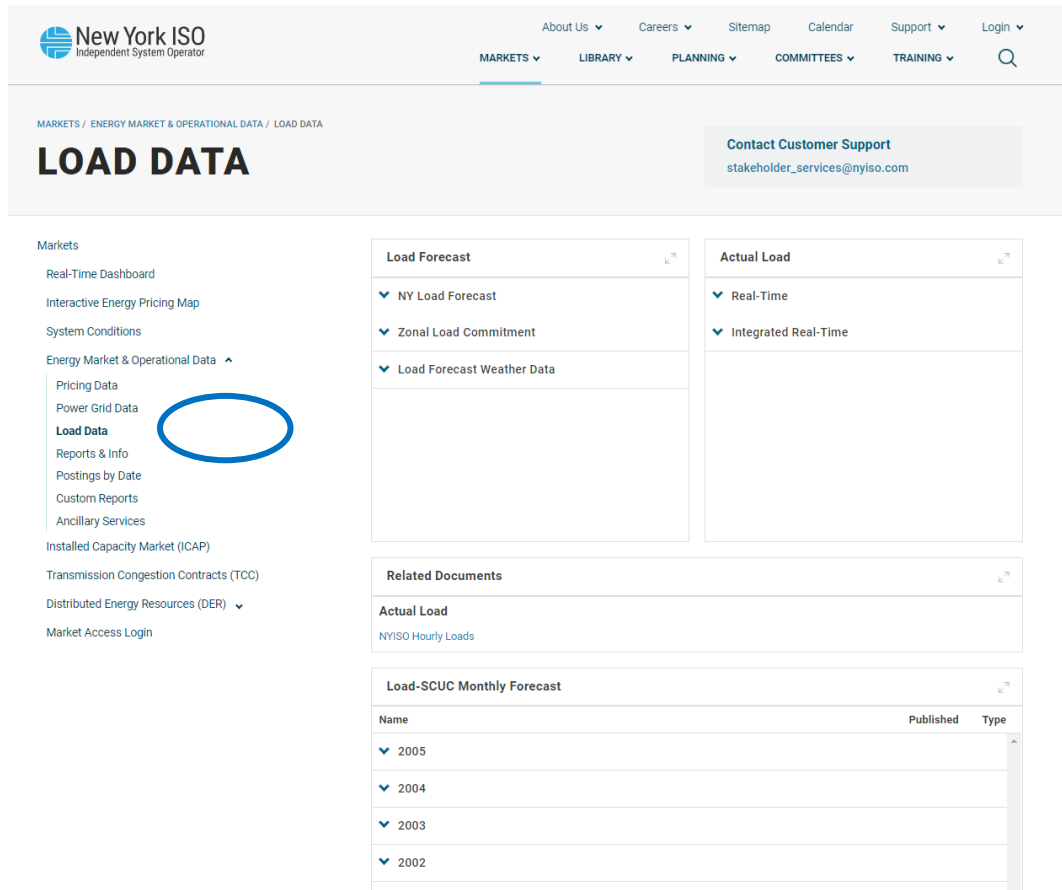 New York ISO
Independent System Operator
About Us Careers Sitemap Calendar Support Login
MARKETS LIBRARY PLANNING COMMITTEES TRAINING
MARKETS / ENERGY MARKET & OPERATIONAL DATA / LOAD DATA
LOAD DATA
Contact Customer Support
stakeholder_services@nyiso.com
Markets
Real-Time Dashboard
Interactive Energy Pricing Map
System Conditions
Energy Market & Operational Data
Pricing Data
Power Grid Data
Load Data
Reports & Info
Postings by Date
Custom Reports
Ancillary Services
Installed Capacity Market (ICAP)
Transmission Congestion Contracts (TCC)
Distributed Energy Resources (DER)
Market Access Login
Load Forecast
NY Load Forecast
Zonal Load Commitment
Load Forecast Weather Data
Actual Load
Real-Time
Integrated Real-Time
Related Documents
Actual Load
NYISO Hourly Loads
Load-SCUC Monthly Forecast
Name Published Type
2005
2004
2003
2002